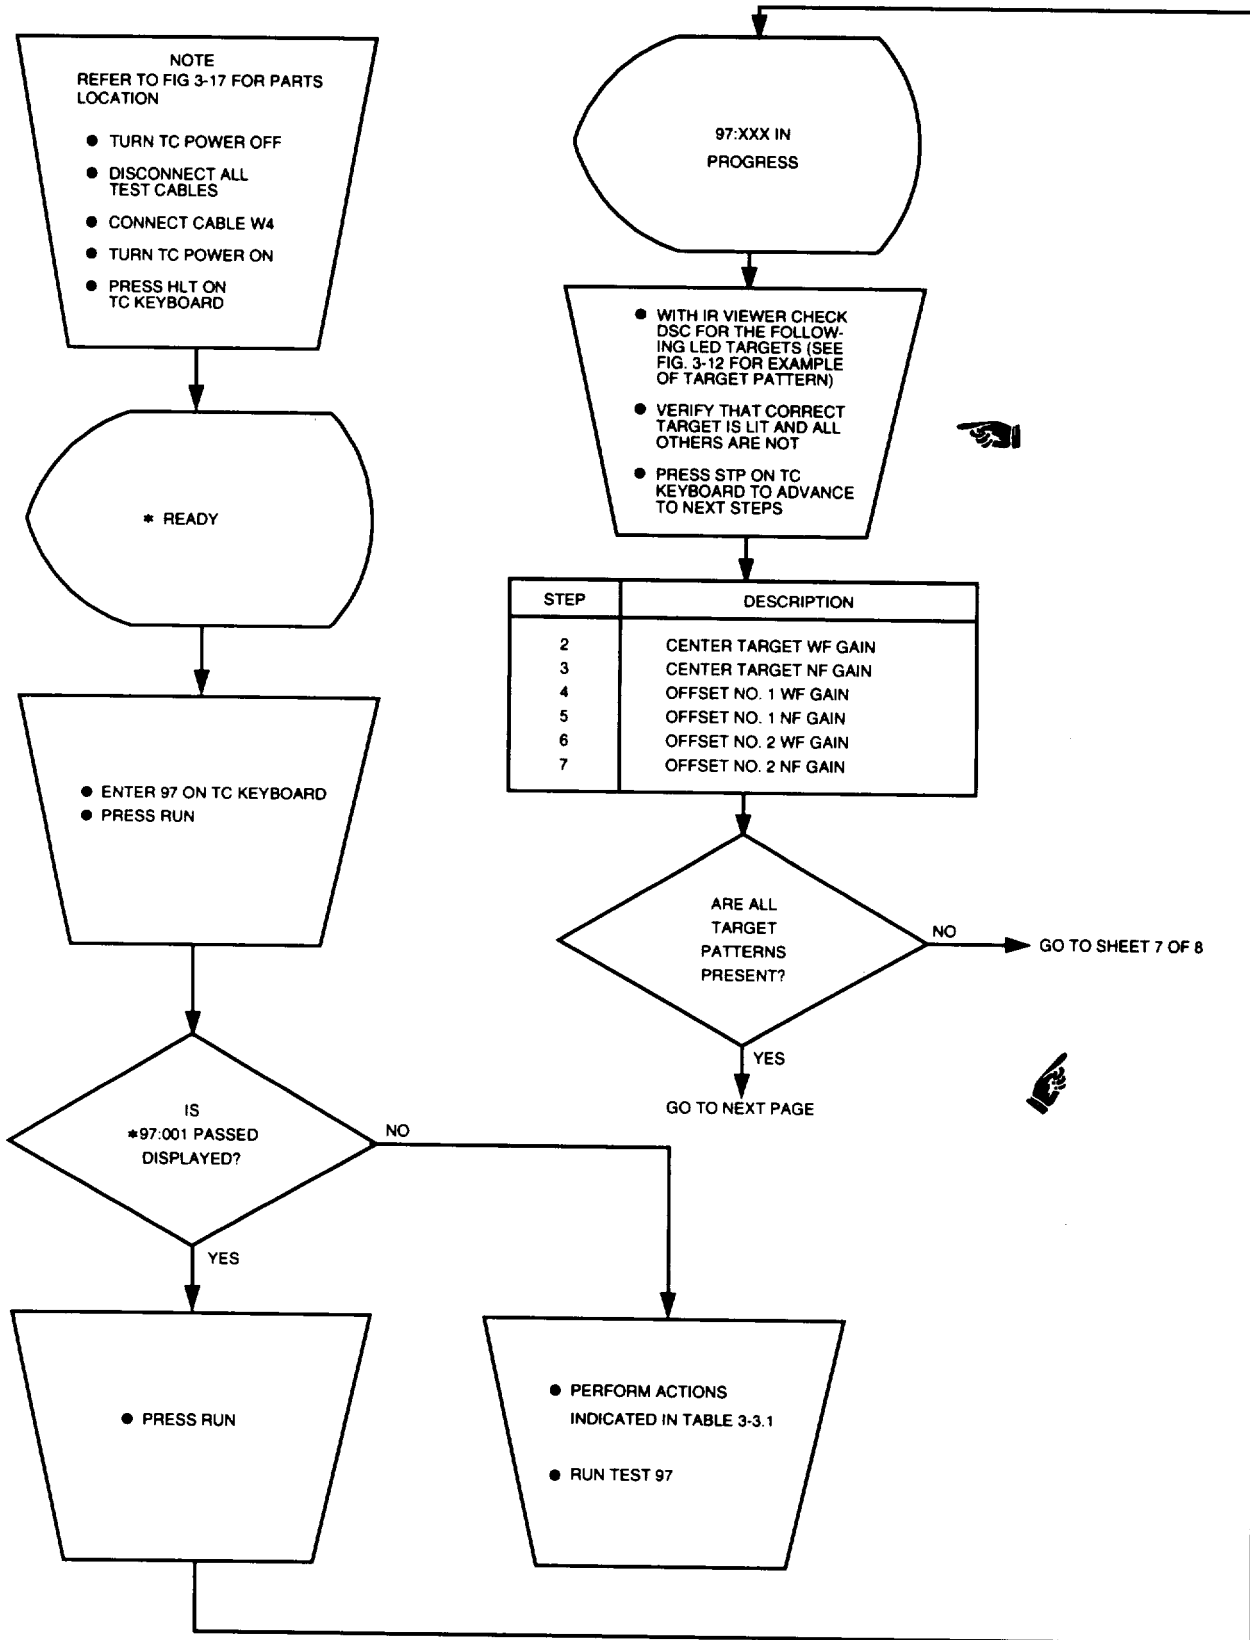 NOTE
REFER TO FIG 3-17 FOR PARTS
LOCATION
● TURN TC POWER OFF
● DISCONNECT ALL
TEST CABLES
● CONNECT CABLE W4
● TURN TC POWER ON
● PRESS HLT ON
TC KEYBOARD
* READY
● ENTER 97 ON TC KEYBOARD
● PRESS RUN
IS
*97:001 PASSED
DISPLAYED?
NO
YES
● PRESS RUN
● PERFORM ACTIONS
INDICATED IN TABLE 3-3.1
● RUN TEST 97
97:XXX IN
PROGRESS
● WITH IR VIEWER CHECK
DSC FOR THE FOLLOW-
ING LED TARGETS (SEE
FIG. 3-12 FOR EXAMPLE
OF TARGET PATTERN)
● VERIFY THAT CORRECT
TARGET IS LIT AND ALL
OTHERS ARE NOT
● PRESS STP ON TC
KEYBOARD TO ADVANCE
TO NEXT STEPS
STEP DESCRIPTION
2 CENTER TARGET WF GAIN
3 CENTER TARGET NF GAIN
4 OFFSET NO. 1 WF GAIN
5 OFFSET NO. 1 NF GAIN
6 OFFSET NO. 2 WF GAIN
7 OFFSET NO. 2 NF GAIN
ARE ALL
TARGET
PATTERNS
PRESENT?
NO
GO TO SHEET 7 OF 8
YES
GO TO NEXT PAGE